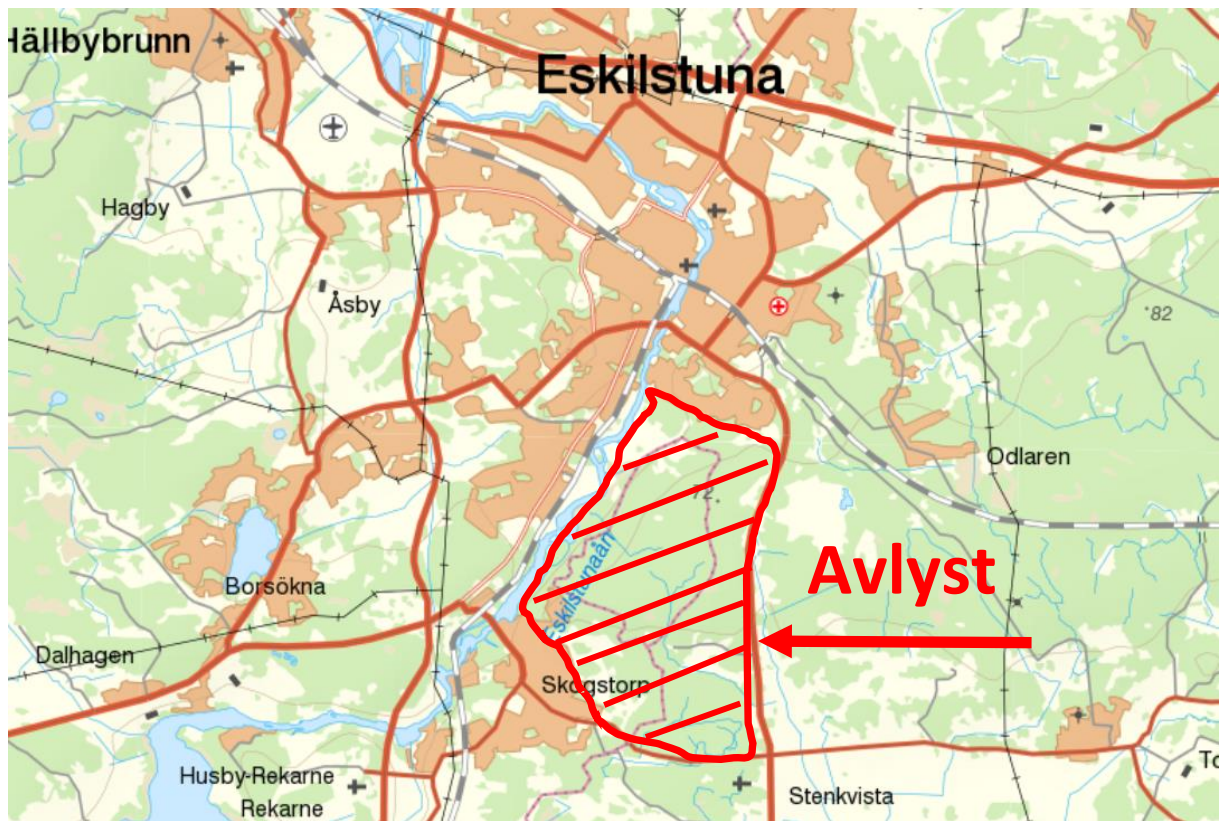 Hällbybrunn
Eskilstuna
Hagby
Åsby
82
Odlaren
72
Avlyst
Borsökna
Eskilstunaån
Dalhagen
Skogstorp
Husby-Rekarne
Rekarne
Stenkvista